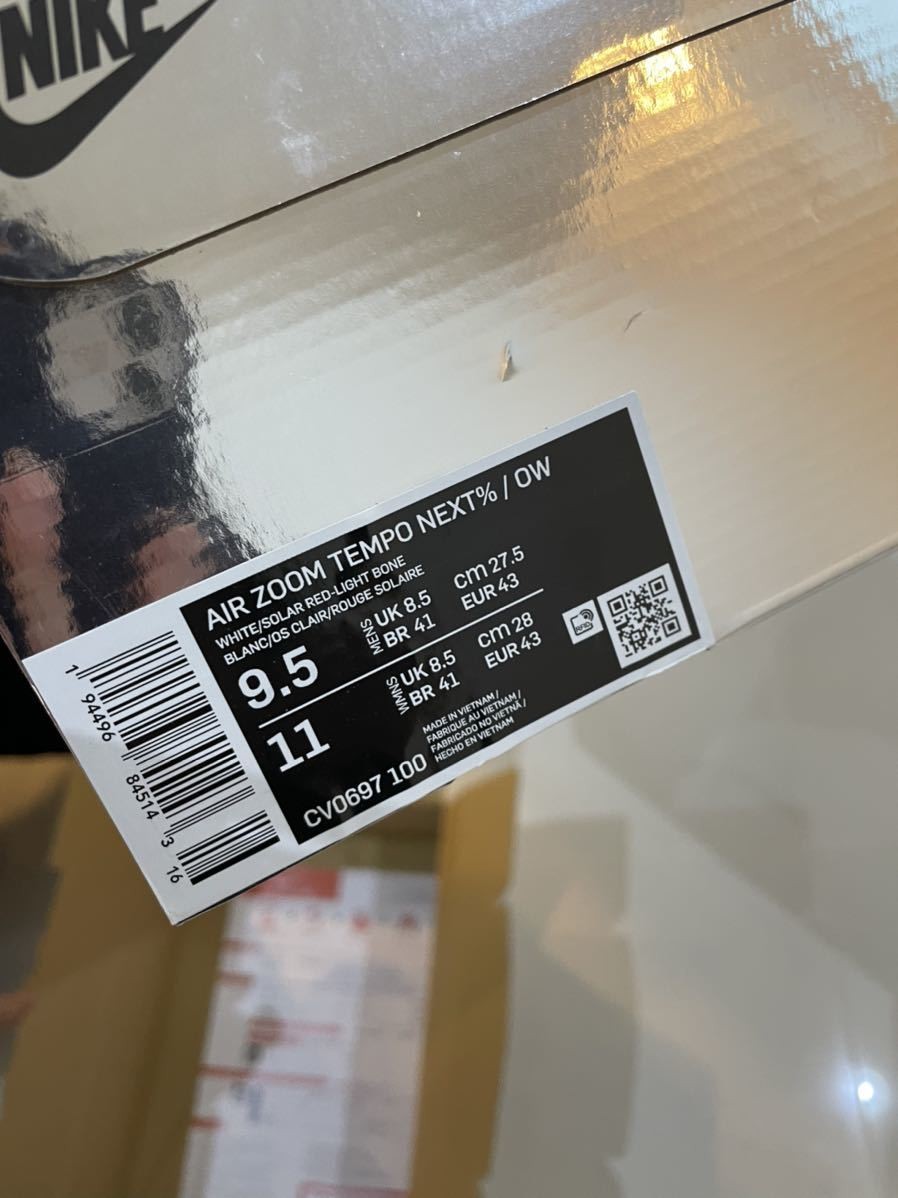 NIKE
AIR ZOOM TEMPO NEXT% / OW
WHITE/SOLAR RED-LIGHT BONE
BLANC/OS CLAIR/ROUGE SOLAIRE
9.5
MENS
UK 8.5
BR 41
cm 27.5
EUR 43
11
WMNS
UK 8.5
BR 41
cm 28
EUR 43
RFID
CV0697 100
MADE IN VIETNAM /
FABRIQUE AU VIETNAM /
FABRICADO NO VIETNÃ /
HECHO EN VIETNAM
1 94496 84514 3 16